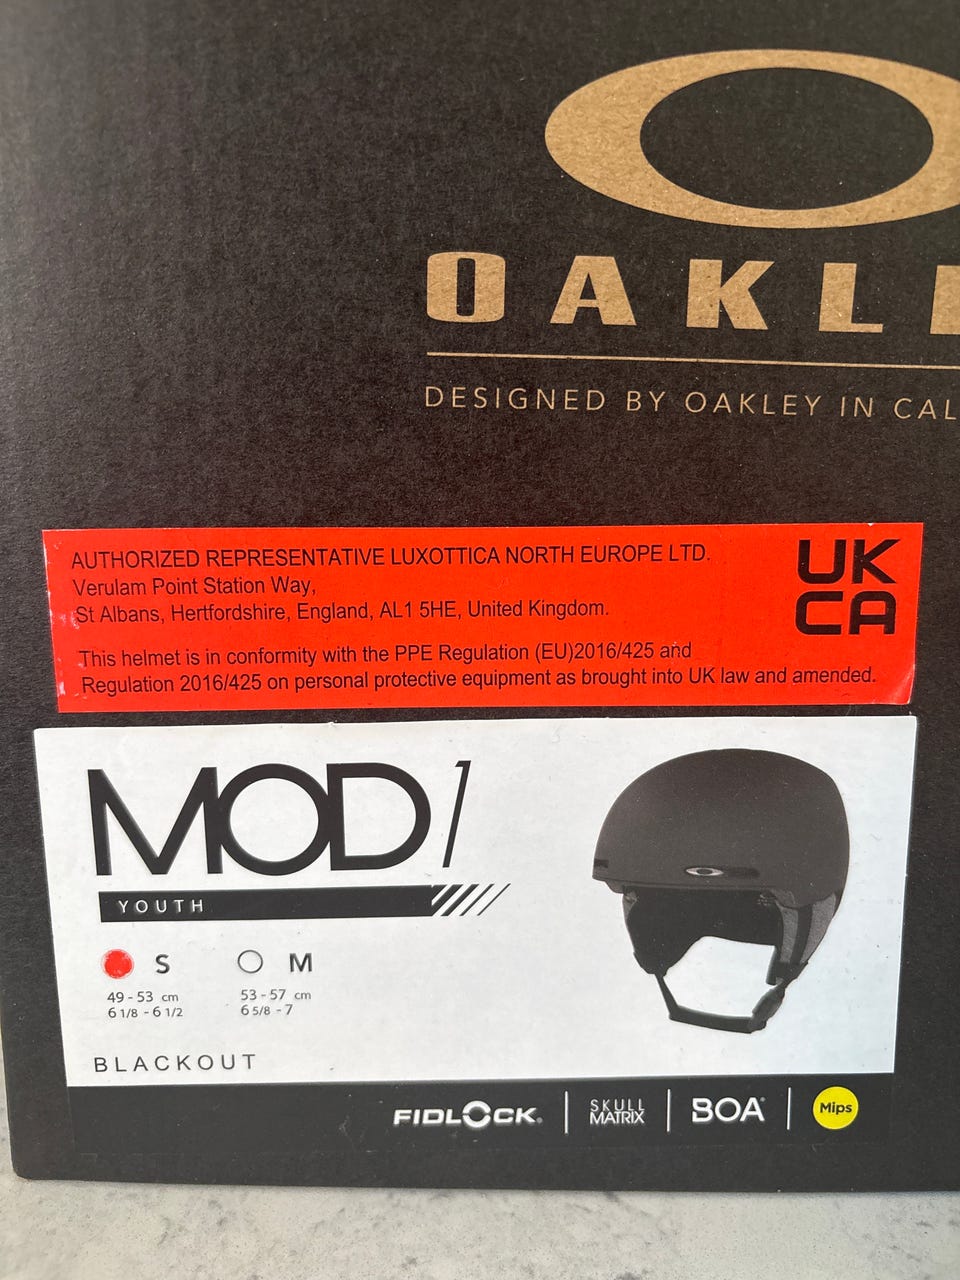 OAKLE
DESIGNED BY OAKLEY IN CAL
AUTHORIZED REPRESENTATIVE LUXOTTICA NORTH EUROPE LTD.
Verulam Point Station Way,
St Albans, Hertfordshire, England, AL1 5HE, United Kingdom.
UK
CA
This helmet is in conformity with the PPE Regulation (EU)2016/425 and
Regulation 2016/425 on personal protective equipment as brought into UK law and amended.
MOD1
YOUTH
S M
49 - 53 cm 53 - 57 cm
6 1/8 - 6 1/2 6 5/8 - 7
BLACKOUT
FIDLOCK® | SKULL MATRIX | BOA® | Mips